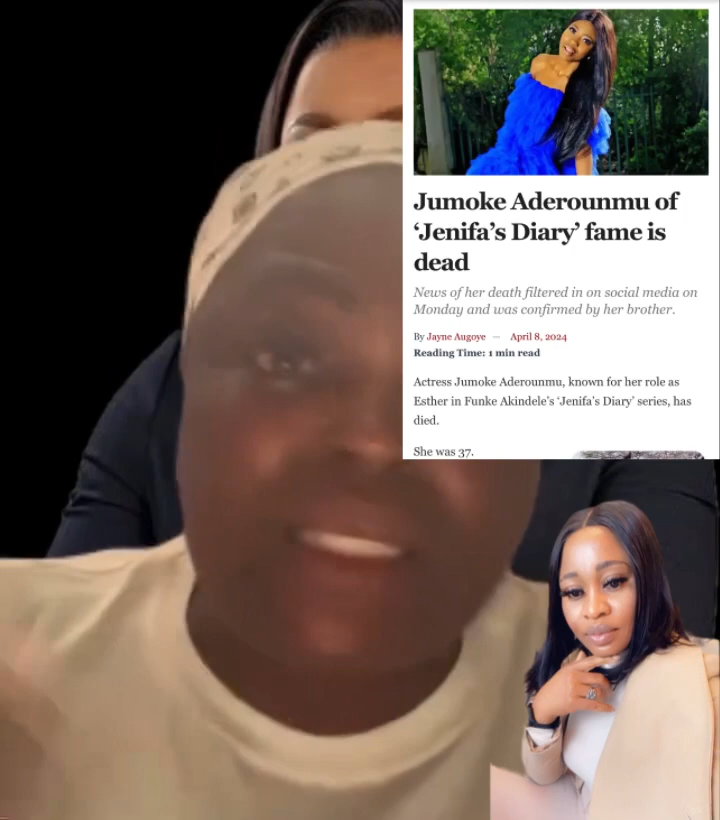 Jumoke Aderounmu of
‘Jenifa’s Diary’ fame is
dead
News of her death filtered in on social media on
Monday and was confirmed by her brother.
By Jayne Augoye — April 8, 2024
Reading Time: 1 min read
Actress Jumoke Aderounmu, known for her role as
Esther in Funke Akindele’s ‘Jenifa’s Diary’ series, has
died.
She was 37.